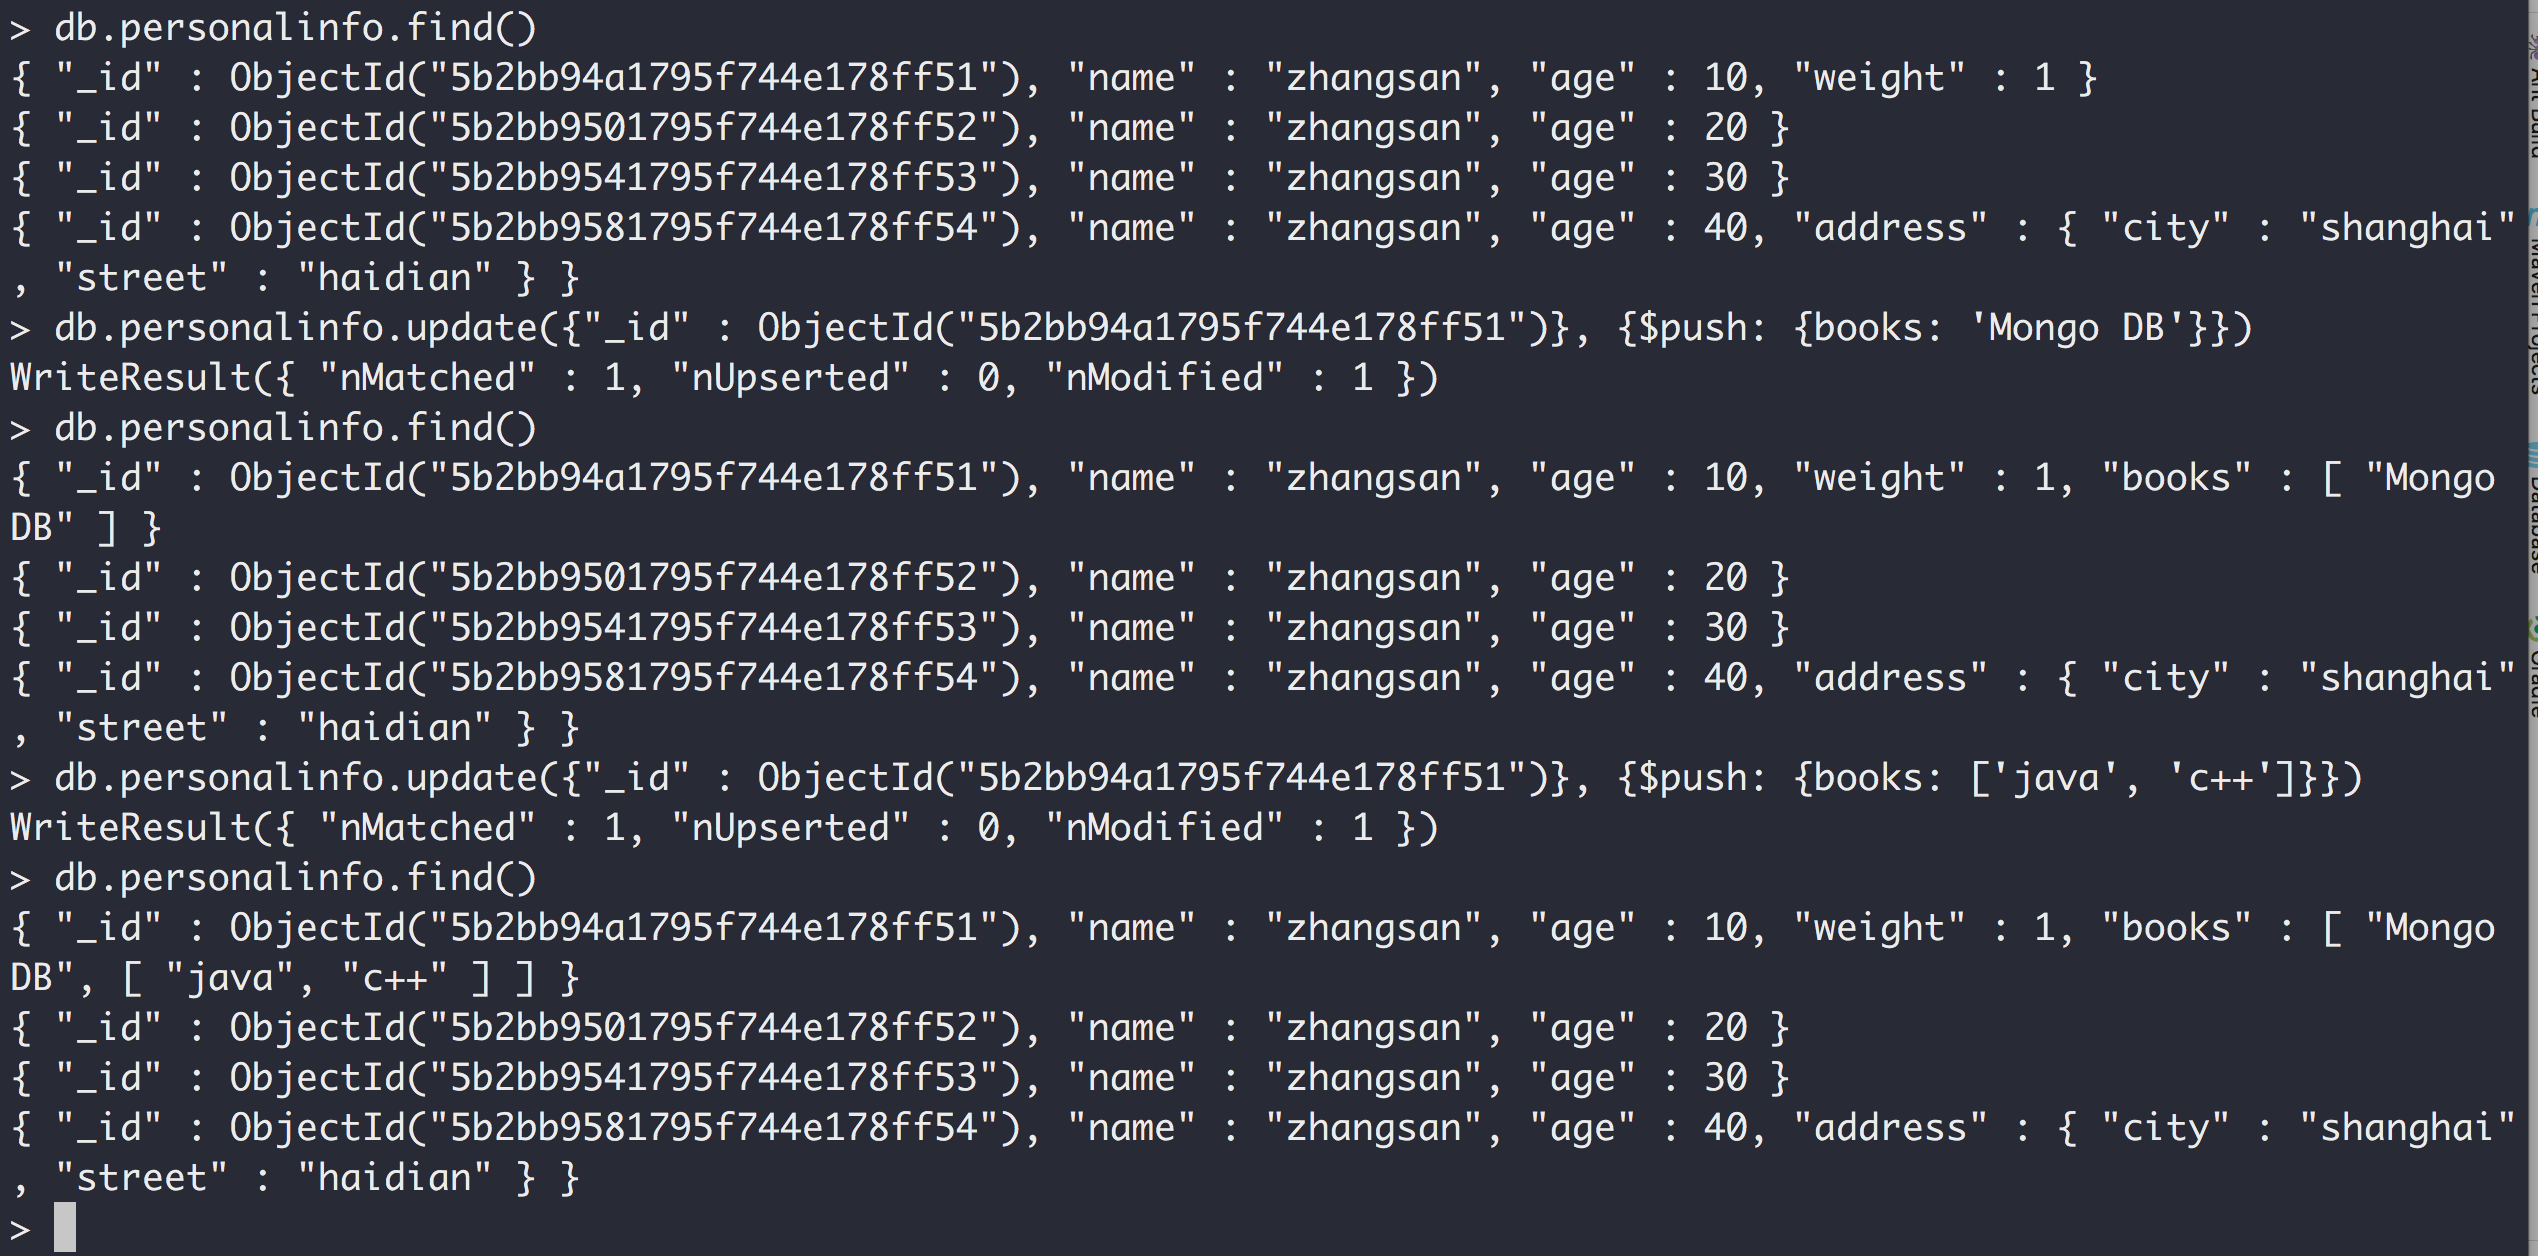 > db.personalinfo.find()
{ "_id" : ObjectId("5b2bb94a1795f744e178ff51"), "name" : "zhangsan", "age" : 10, "weight" : 1 }
{ "_id" : ObjectId("5b2bb9501795f744e178ff52"), "name" : "zhangsan", "age" : 20 }
{ "_id" : ObjectId("5b2bb9541795f744e178ff53"), "name" : "zhangsan", "age" : 30 }
{ "_id" : ObjectId("5b2bb9581795f744e178ff54"), "name" : "zhangsan", "age" : 40, "address" : { "city" : "shanghai"
, "street" : "haidian" } }
> db.personalinfo.update({"_id" : ObjectId("5b2bb94a1795f744e178ff51")}, {$push: {books: 'Mongo DB'}})
WriteResult({ "nMatched" : 1, "nUpserted" : 0, "nModified" : 1 })
> db.personalinfo.find()
{ "_id" : ObjectId("5b2bb94a1795f744e178ff51"), "name" : "zhangsan", "age" : 10, "weight" : 1, "books" : [ "Mongo
DB" ] }
{ "_id" : ObjectId("5b2bb9501795f744e178ff52"), "name" : "zhangsan", "age" : 20 }
{ "_id" : ObjectId("5b2bb9541795f744e178ff53"), "name" : "zhangsan", "age" : 30 }
{ "_id" : ObjectId("5b2bb9581795f744e178ff54"), "name" : "zhangsan", "age" : 40, "address" : { "city" : "shanghai"
, "street" : "haidian" } }
> db.personalinfo.update({"_id" : ObjectId("5b2bb94a1795f744e178ff51")}, {$push: {books: ['java', 'c++']}})
WriteResult({ "nMatched" : 1, "nUpserted" : 0, "nModified" : 1 })
> db.personalinfo.find()
{ "_id" : ObjectId("5b2bb94a1795f744e178ff51"), "name" : "zhangsan", "age" : 10, "weight" : 1, "books" : [ "Mongo
DB", [ "java", "c++" ] ] }
{ "_id" : ObjectId("5b2bb9501795f744e178ff52"), "name" : "zhangsan", "age" : 20 }
{ "_id" : ObjectId("5b2bb9541795f744e178ff53"), "name" : "zhangsan", "age" : 30 }
{ "_id" : ObjectId("5b2bb9581795f744e178ff54"), "name" : "zhangsan", "age" : 40, "address" : { "city" : "shanghai"
, "street" : "haidian" } }
>